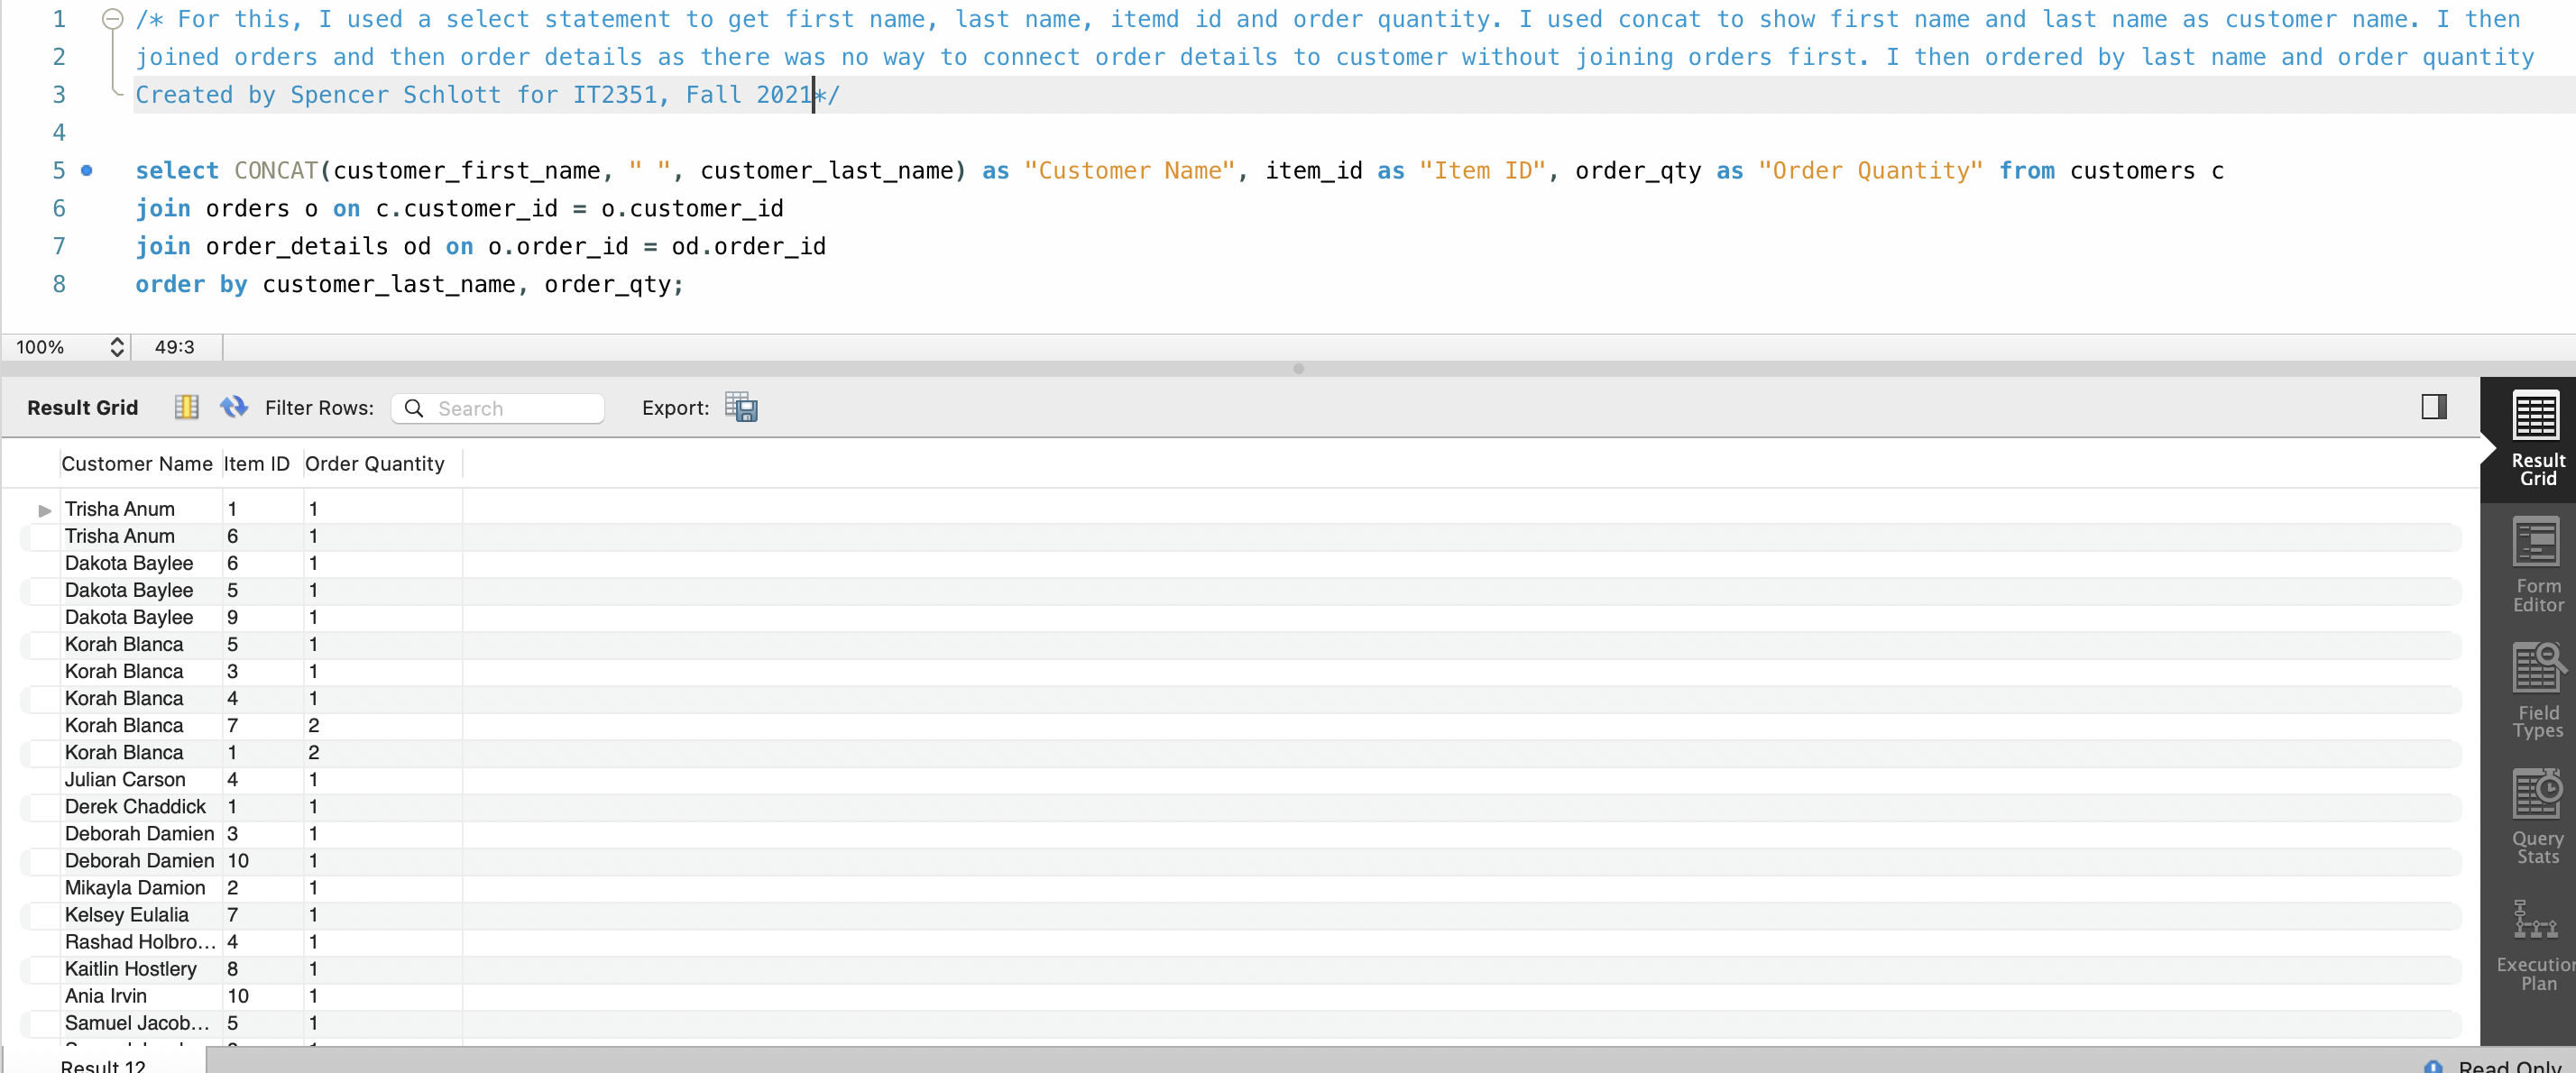 1 /* For this, I used a select statement to get first name, last name, itemd id and order quantity. I used concat to show first name and last name as customer name. I then
2 joined orders and then order details as there was no way to connect order details to customer without joining orders first. I then ordered by last name and order quantity
3 Created by Spencer Schlott for IT2351, Fall 2021*/
4
5 select CONCAT(customer_first_name, " ", customer_last_name) as "Customer Name", item_id as "Item ID", order_qty as "Order Quantity" from customers c
6 join orders o on c.customer_id = o.customer_id
7 join order_details od on o.order_id = od.order_id
8 order by customer_last_name, order_qty;
100% 49:3
Result Grid Filter Rows: Search Export:
Customer Name Item ID Order Quantity
Trisha Anum 1 1
Trisha Anum 6 1
Dakota Baylee 6 1
Dakota Baylee 5 1
Dakota Baylee 9 1
Korah Blanca 5 1
Korah Blanca 3 1
Korah Blanca 4 1
Korah Blanca 7 2
Korah Blanca 1 2
Julian Carson 4 1
Derek Chaddick 1 1
Deborah Damien 3 1
Deborah Damien 10 1
Mikayla Damion 2 1
Kelsey Eulalia 7 1
Rashad Holbro... 4 1
Kaitlin Hostlery 8 1
Ania Irvin 10 1
Samuel Jacob... 5 1
Result 12
Read Only
Result
Grid
Form
Editor
Field
Types
Query
Stats
Execution
Plan